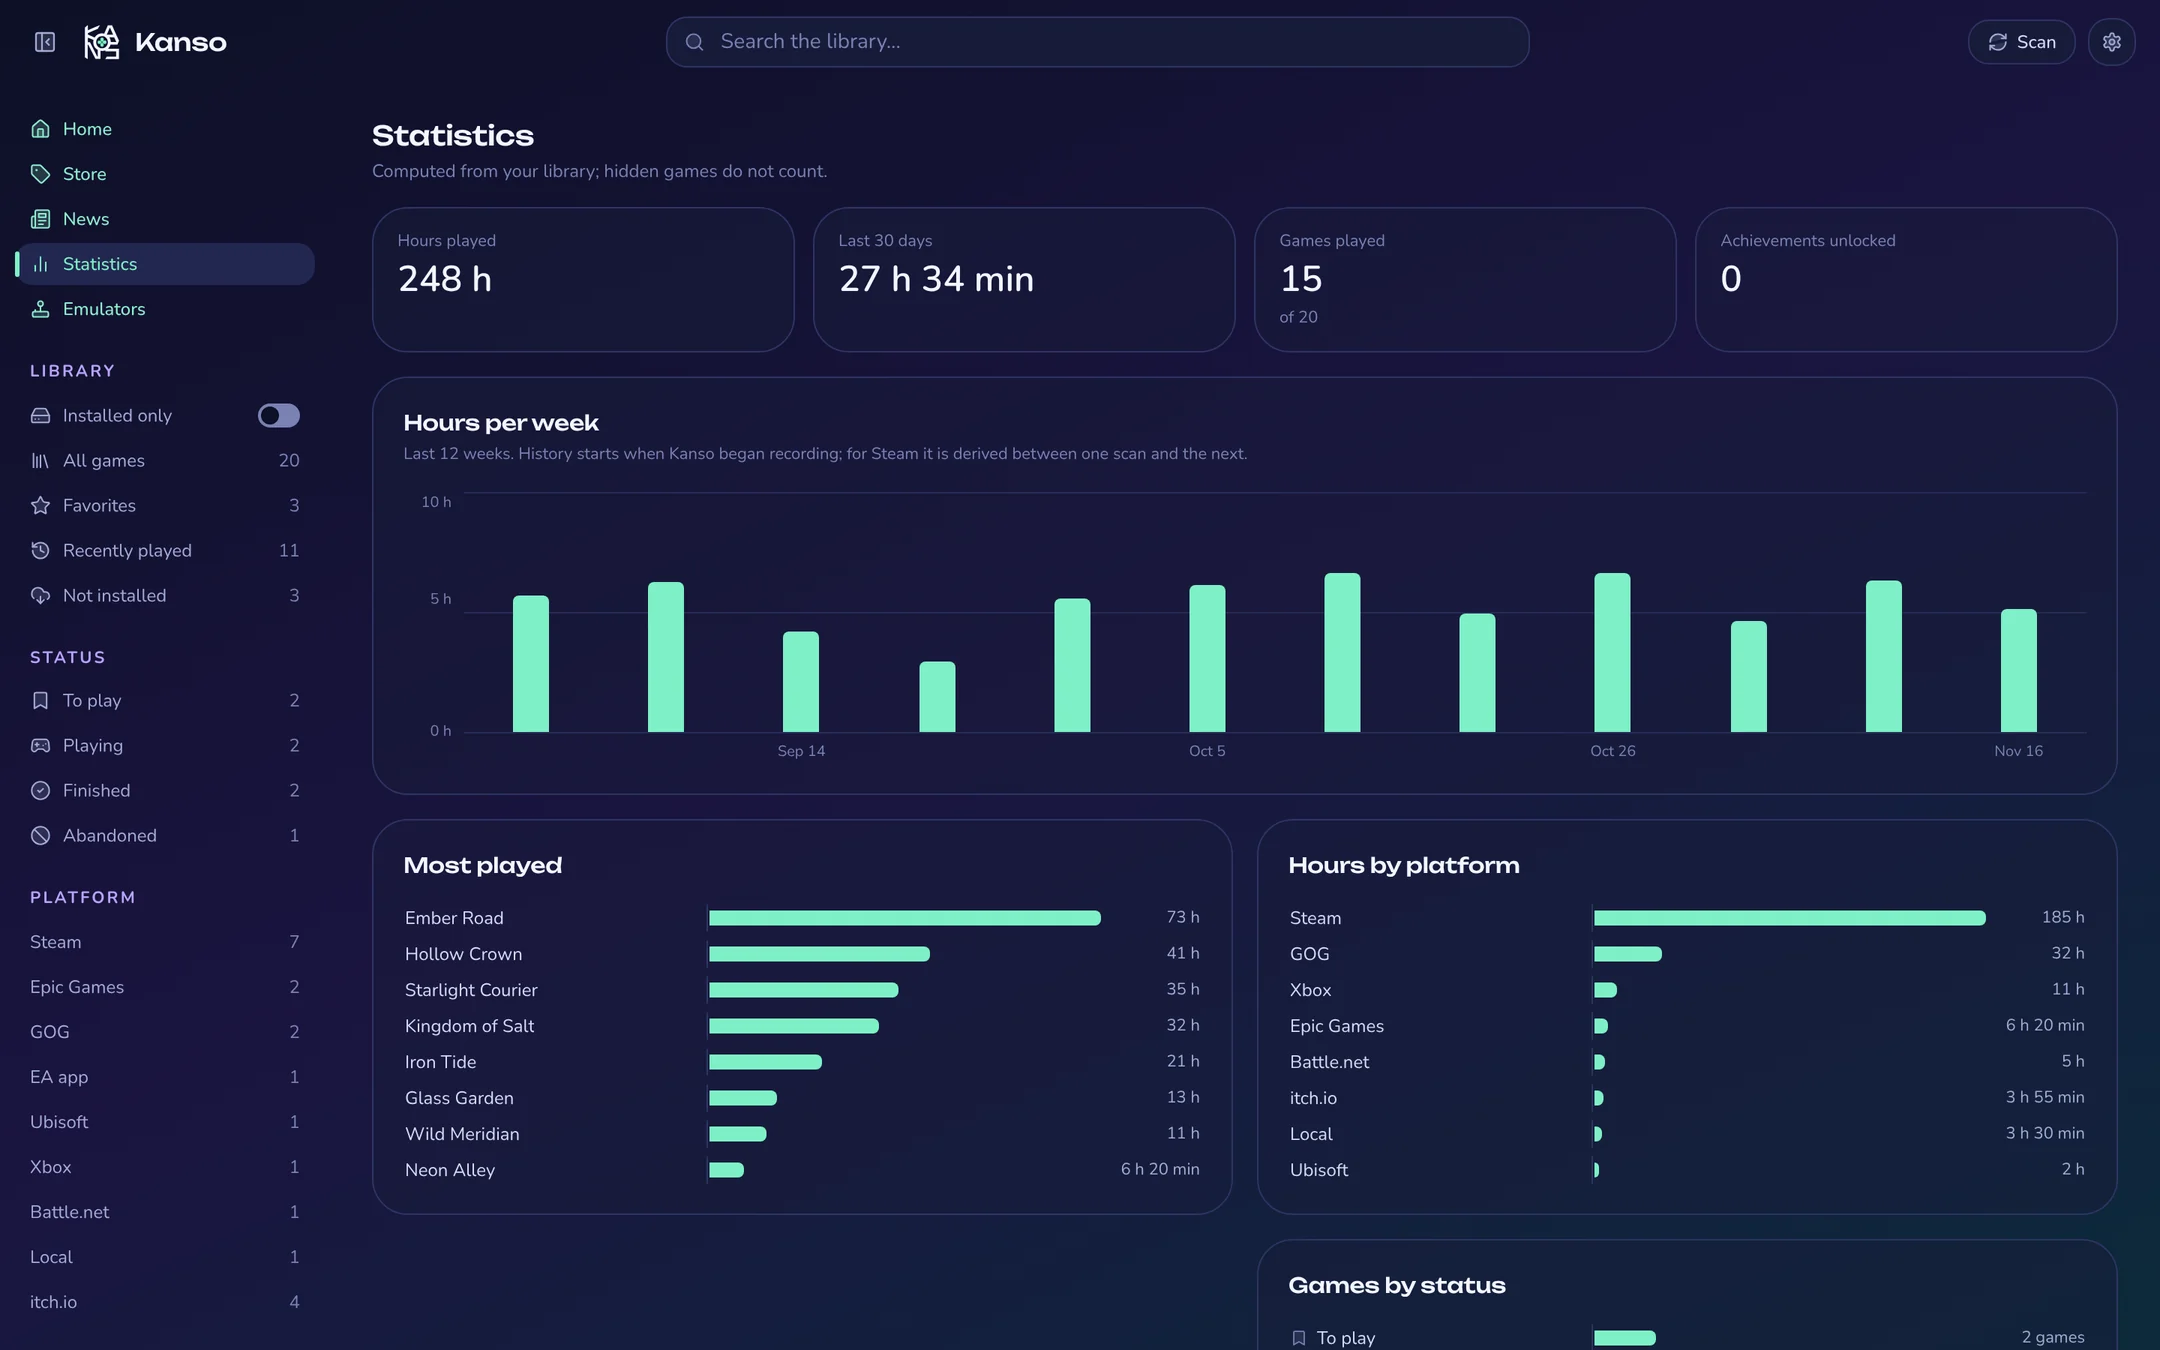 Kanso
Search the library...
Scan
Home
Store
News
Statistics
Emulators
LIBRARY
Installed only
All games 20
Favorites 3
Recently played 11
Not installed 3
STATUS
To play 2
Playing 2
Finished 2
Abandoned 1
PLATFORM
Steam 7
Epic Games 2
GOG 2
EA app 1
Ubisoft 1
Xbox 1
Battle.net 1
Local 1
itch.io 4
Statistics
Computed from your library; hidden games do not count.
Hours played
248 h
Last 30 days
27 h 34 min
Games played
15
of 20
Achievements unlocked
0
Hours per week
Last 12 weeks. History starts when Kanso began recording; for Steam it is derived between one scan and the next.
10 h
5 h
0 h
Sep 14 Oct 5 Oct 26 Nov 16
Most played
Ember Road 73 h
Hollow Crown 41 h
Starlight Courier 35 h
Kingdom of Salt 32 h
Iron Tide 21 h
Glass Garden 13 h
Wild Meridian 11 h
Neon Alley 6 h 20 min
Hours by platform
Steam 185 h
GOG 32 h
Xbox 11 h
Epic Games 6 h 20 min
Battle.net 5 h
itch.io 3 h 55 min
Local 3 h 30 min
Ubisoft 2 h
Games by status
To play 2 games